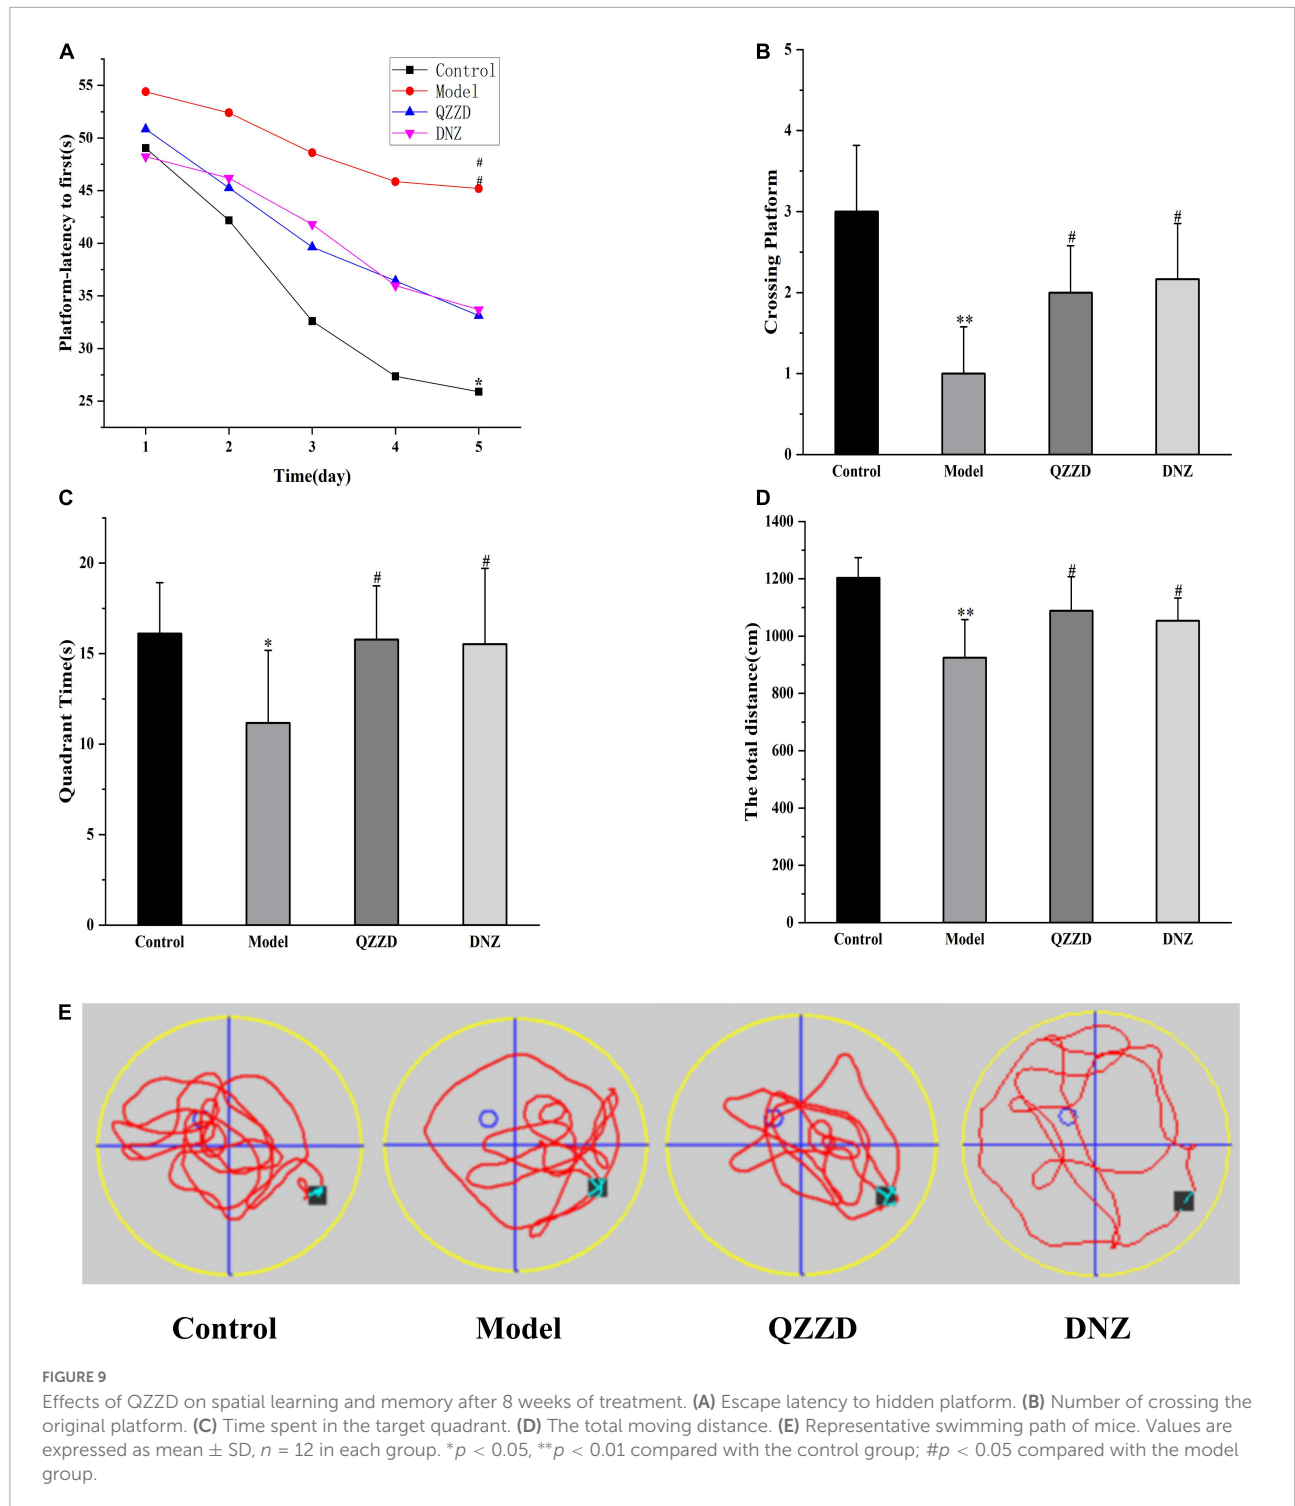 A
Platform-latency to first(s)
55
50
45
40
35
30
25
1 2 3 4 5
Time(day)
Control
Model
QZZD
DNZ
#
#
*
B
Crossing Platform
5
4
3
2
1
0
**
#
#
Control Model QZZD DNZ
C
Quadrant Time(s)
20
15
10
5
0
*
#
#
Control Model QZZD DNZ
D
The total distance(cm)
1400
1200
1000
800
600
400
200
0
**
#
#
Control Model QZZD DNZ
E
Control Model QZZD DNZ
FIGURE 9
Effects of QZZD on spatial learning and memory after 8 weeks of treatment. (A) Escape latency to hidden platform. (B) Number of crossing the
original platform. (C) Time spent in the target quadrant. (D) The total moving distance. (E) Representative swimming path of mice. Values are
expressed as mean ± SD, n = 12 in each group. *p < 0.05, **p < 0.01 compared with the control group; #p < 0.05 compared with the model
group.